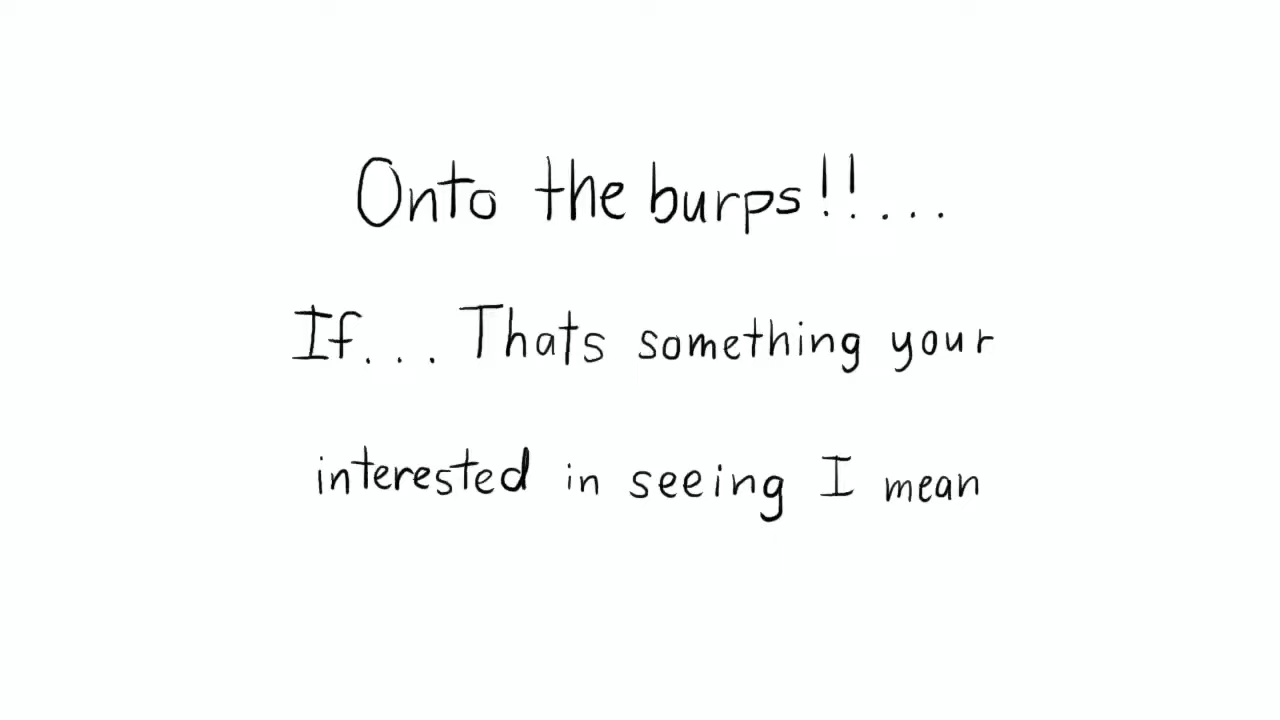 Onto the burps!!...
If... Thats something your
interested in seeing I mean